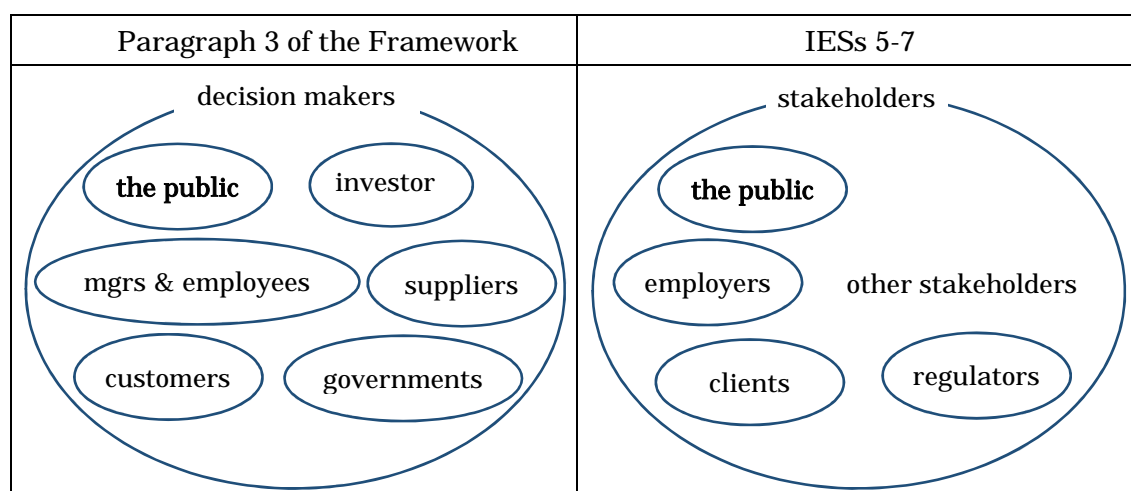 Paragraph 3 of the Framework
IESs 5-7
decision makers
the public
investor
mgrs & employees
suppliers
customers
governments
stakeholders
the public
employers
other stakeholders
clients
regulators